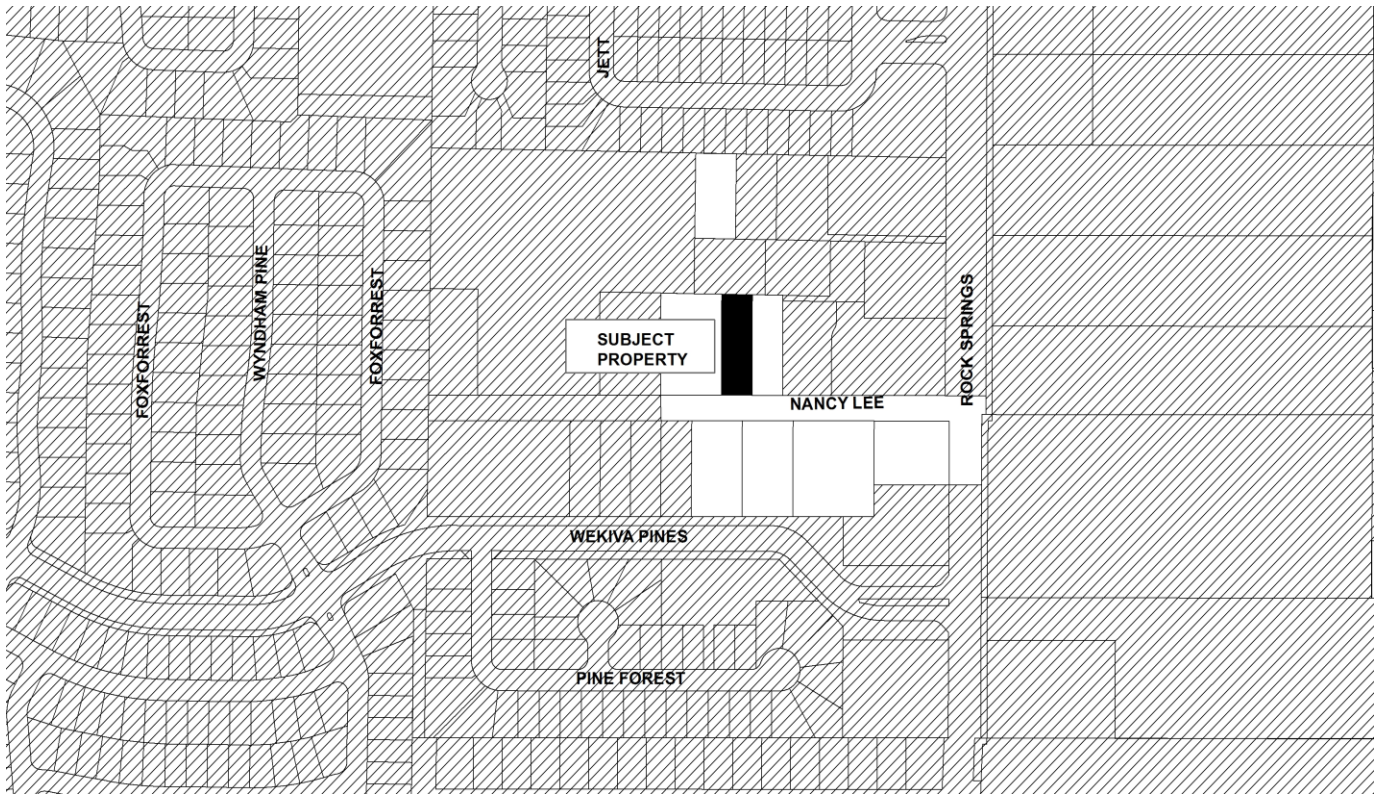 JETT
WYNDHAM PINE
FOXFORREST
FOXFORREST
ROCK SPRINGS
SUBJECT
PROPERTY
NANCY LEE
WEKIVA PINES
PINE FOREST